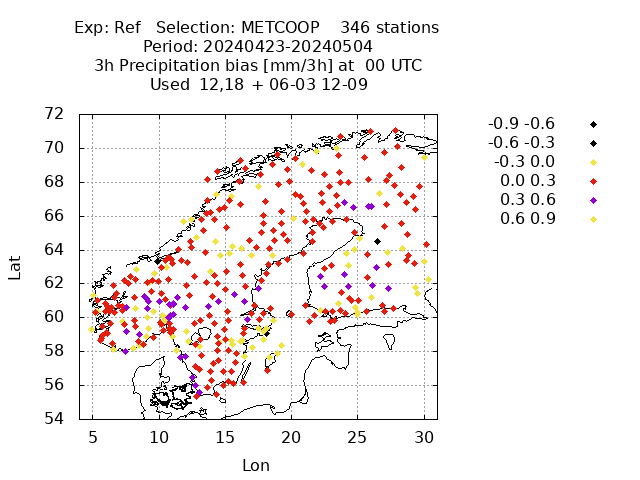 Exp: Ref   Selection: METCOOP    346 stations
Period: 20240423-20240504
3h Precipitation bias [mm/3h] at  00 UTC
Used  12,18  + 06-03 12-09
72
70
68
66
64
62
60
58
56
54
Lat
5 10 15 20 25 30
Lon
-0.9 -0.6
-0.6 -0.3
-0.3 0.0
0.0 0.3
0.3 0.6
0.6 0.9